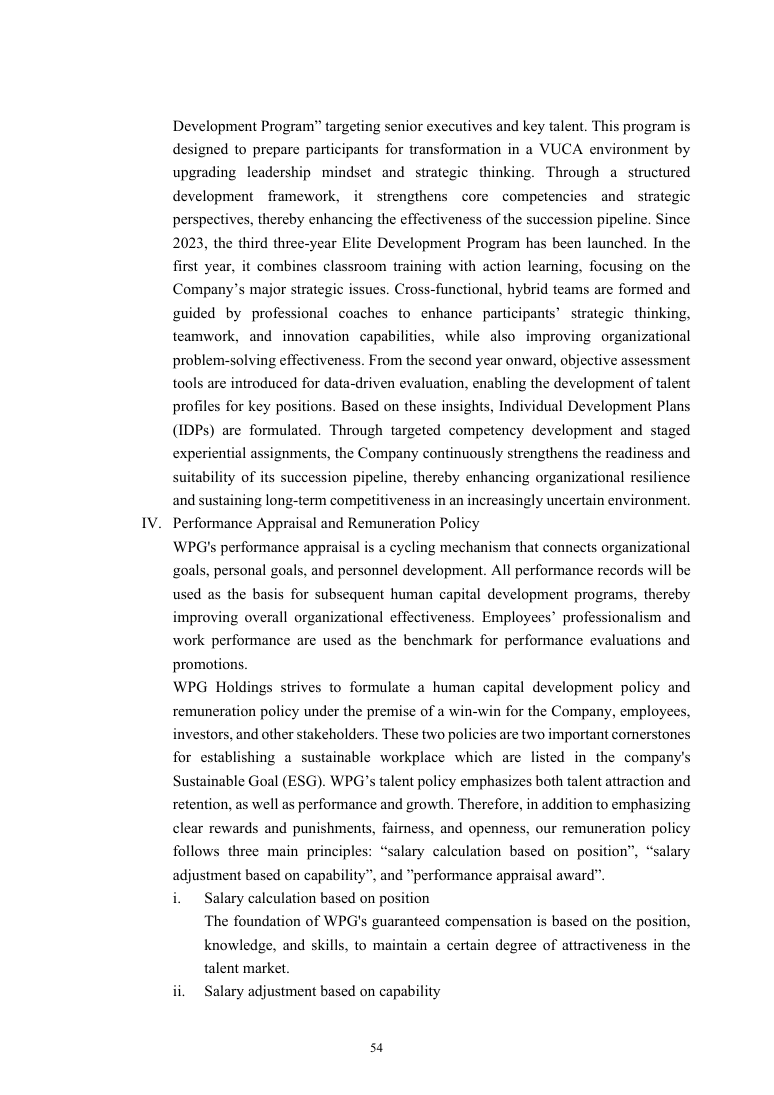 Development Program” targeting senior executives and key talent. This program is
designed to prepare participants for transformation in a VUCA environment by
upgrading leadership mindset and strategic thinking. Through a structured
development framework, it strengthens core competencies and strategic
perspectives, thereby enhancing the effectiveness of the succession pipeline. Since
2023, the third three-year Elite Development Program has been launched. In the
first year, it combines classroom training with action learning, focusing on the
Company’s major strategic issues. Cross-functional, hybrid teams are formed and
guided by professional coaches to enhance participants’ strategic thinking,
teamwork, and innovation capabilities, while also improving organizational
problem-solving effectiveness. From the second year onward, objective assessment
tools are introduced for data-driven evaluation, enabling the development of talent
profiles for key positions. Based on these insights, Individual Development Plans
(IDPs) are formulated. Through targeted competency development and staged
experiential assignments, the Company continuously strengthens the readiness and
suitability of its succession pipeline, thereby enhancing organizational resilience
and sustaining long-term competitiveness in an increasingly uncertain environment.
IV. Performance Appraisal and Remuneration Policy
WPG's performance appraisal is a cycling mechanism that connects organizational
goals, personal goals, and personnel development. All performance records will be
used as the basis for subsequent human capital development programs, thereby
improving overall organizational effectiveness. Employees’ professionalism and
work performance are used as the benchmark for performance evaluations and
promotions.
WPG Holdings strives to formulate a human capital development policy and
remuneration policy under the premise of a win-win for the Company, employees,
investors, and other stakeholders. These two policies are two important cornerstones
for establishing a sustainable workplace which are listed in the company's
Sustainable Goal (ESG). WPG’s talent policy emphasizes both talent attraction and
retention, as well as performance and growth. Therefore, in addition to emphasizing
clear rewards and punishments, fairness, and openness, our remuneration policy
follows three main principles: “salary calculation based on position”, “salary
adjustment based on capability”, and ”performance appraisal award”.
i. Salary calculation based on position
The foundation of WPG's guaranteed compensation is based on the position,
knowledge, and skills, to maintain a certain degree of attractiveness in the
talent market.
ii. Salary adjustment based on capability
54